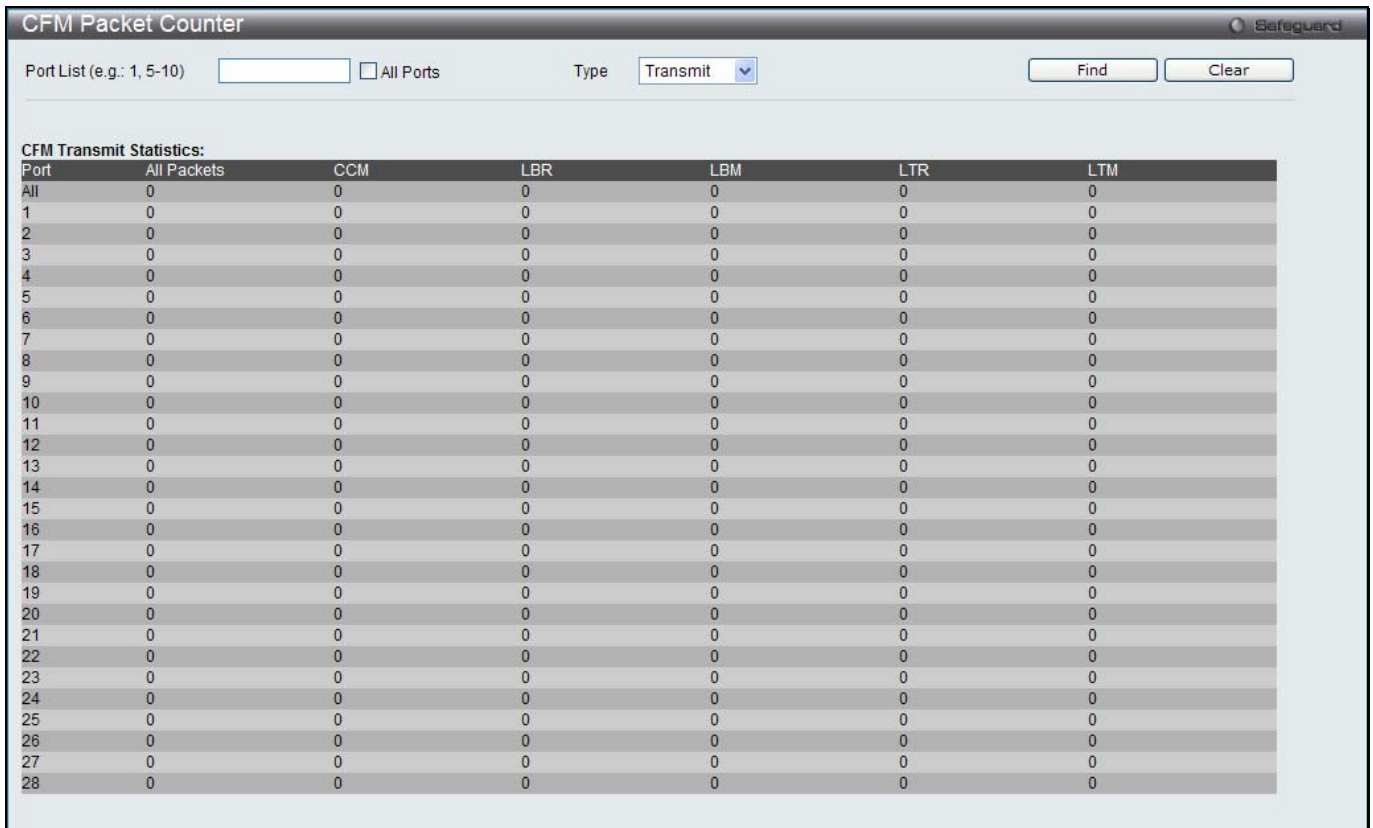 CFM Packet Counter Safeguard
Port List (e.g.: 1, 5-10) All Ports Type Transmit Find Clear
CFM Transmit Statistics:
Port All Packets CCM LBR LBM LTR LTM
All 0 0 0 0 0 0
1 0 0 0 0 0 0
2 0 0 0 0 0 0
3 0 0 0 0 0 0
4 0 0 0 0 0 0
5 0 0 0 0 0 0
6 0 0 0 0 0 0
7 0 0 0 0 0 0
8 0 0 0 0 0 0
9 0 0 0 0 0 0
10 0 0 0 0 0 0
11 0 0 0 0 0 0
12 0 0 0 0 0 0
13 0 0 0 0 0 0
14 0 0 0 0 0 0
15 0 0 0 0 0 0
16 0 0 0 0 0 0
17 0 0 0 0 0 0
18 0 0 0 0 0 0
19 0 0 0 0 0 0
20 0 0 0 0 0 0
21 0 0 0 0 0 0
22 0 0 0 0 0 0
23 0 0 0 0 0 0
24 0 0 0 0 0 0
25 0 0 0 0 0 0
26 0 0 0 0 0 0
27 0 0 0 0 0 0
28 0 0 0 0 0 0